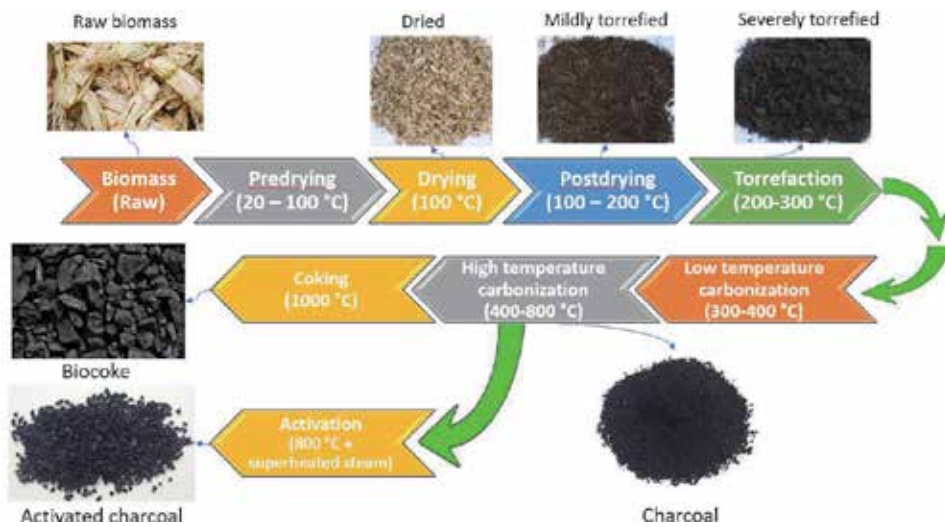 Raw biomass
Dried
Mildly torrefied
Severely torrefied
Biomass
(Raw)
Predrying
(20 – 100 °C)
Drying
(100 °C)
Postdrying
(100 – 200 °C)
Torrefaction
(200-300 °C)
Coking
(1000 °C)
High temperature
carbonization
(400-800 °C)
Low temperature
carbonization
(300-400 °C)
Biocoke
Activation
(800 °C +
superheated steam)
Activated charcoal
Charcoal